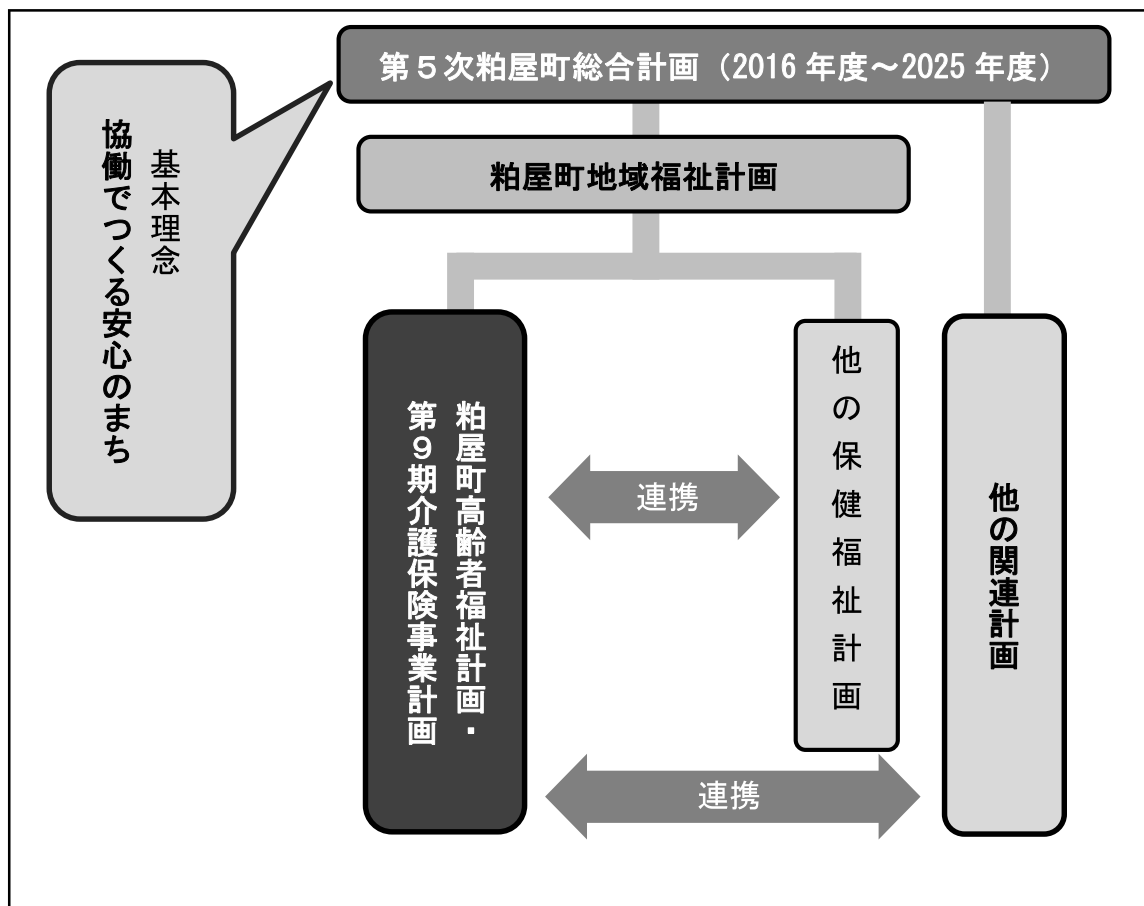 第５次粕屋町総合計画（2016 年度～2025 年度）
基本理念
協働でつくる安心のまち
粕屋町地域福祉計画
粕屋町高齢者福祉計画・
第９期介護保険事業計画
連携
他の保健福祉計画
他の関連計画
連携